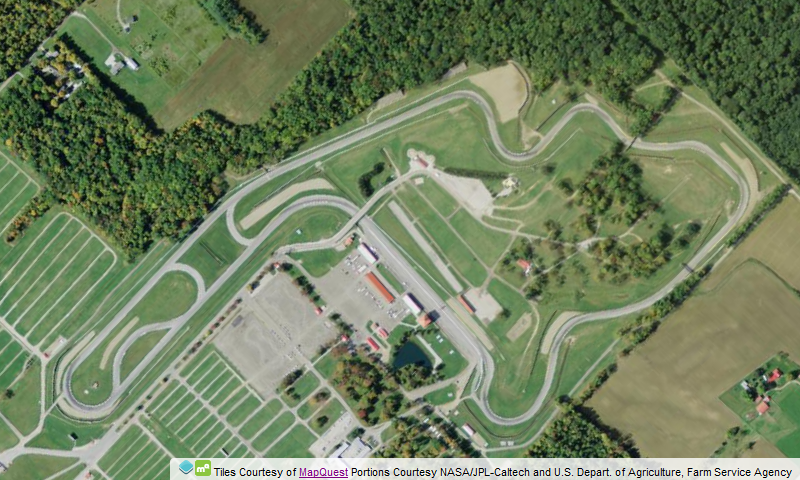 m Tiles Courtesy of MapQuest Portions Courtesy NASA/JPL-Caltech and U.S. Depart. of Agriculture, Farm Service Agency